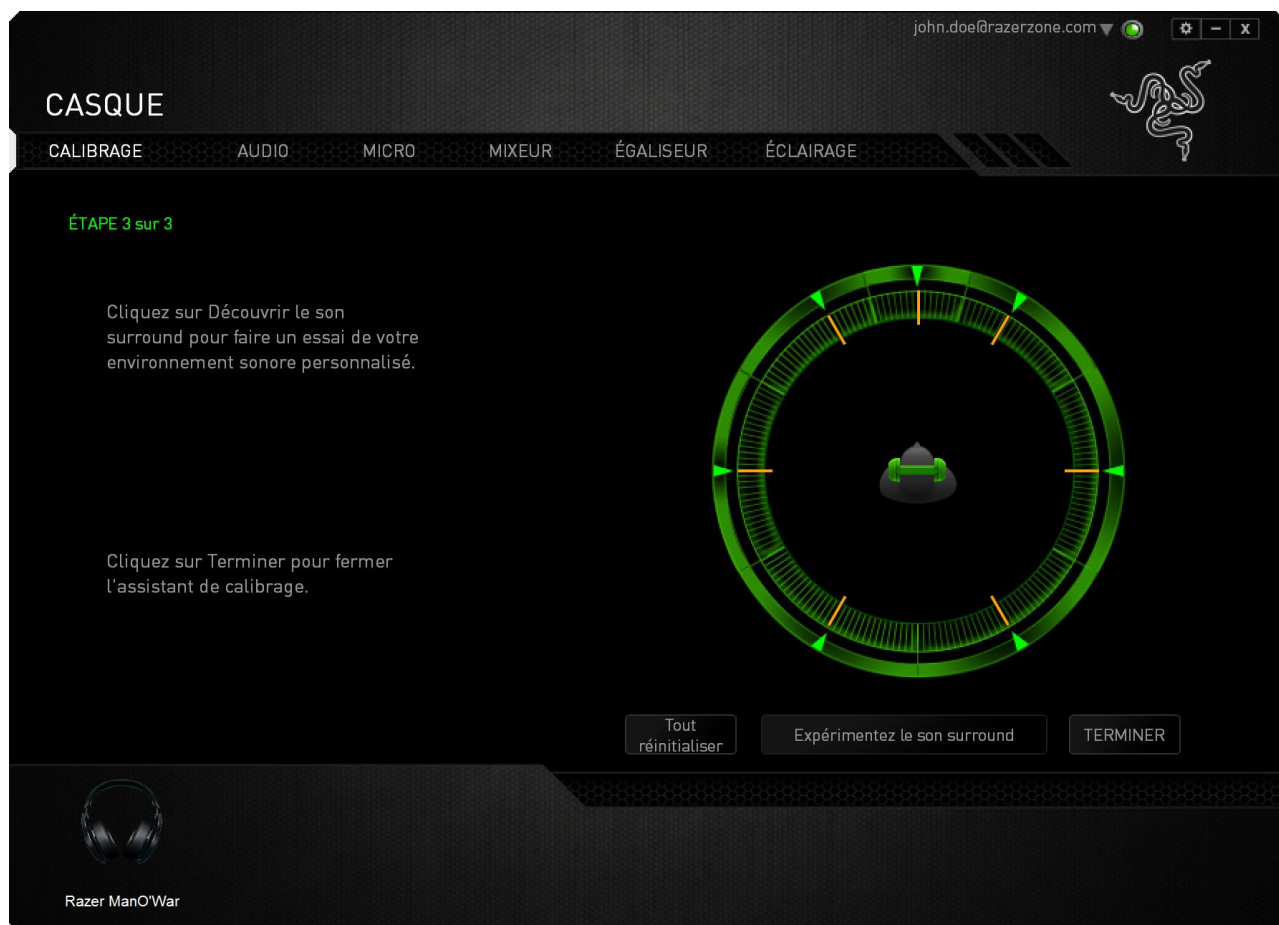 john.doe@razerzone.com
X
CASQUE
CALIBRAGE AUDIO MICRO MIXEUR ÉGALISEUR ÉCLAIRAGE
ÉTAPE 3 sur 3
Cliquez sur Découvrir le son
surround pour faire un essai de votre
environnement sonore personnalisé.
Cliquez sur Terminer pour fermer
l'assistant de calibrage.
Tout
réinitialiser
Expérimentez le son surround
TERMINER
Razer ManO'War